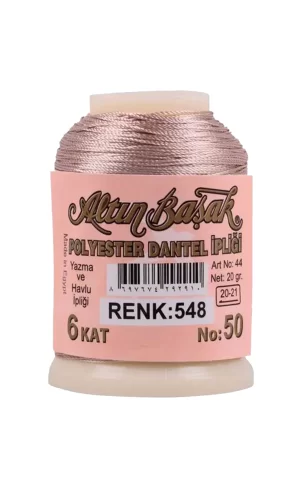 Altın Başak
POLYESTER DANTEL İPLİĞİ
Made in Egypt
Yazma
ve
Havlu
İpliği
Art No: 44
Net: 20 gr.
20-21
RENK:548
6 KAT
No: 50